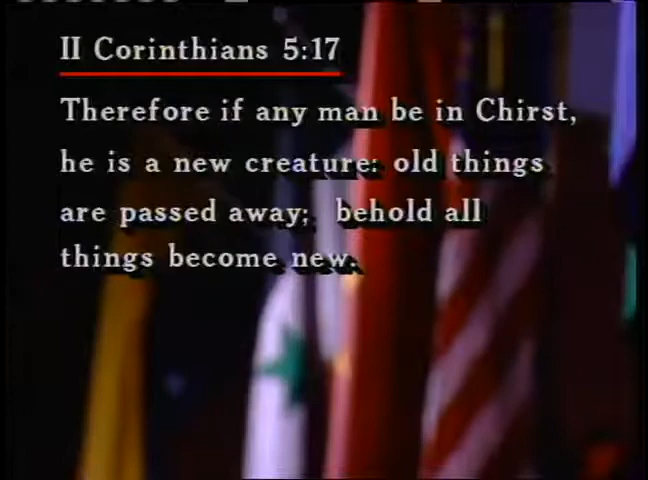 II Corinthians 5:17
Therefore if any man be in Chirst,
he is a new creature: old things
are passed away; behold all
things become new.